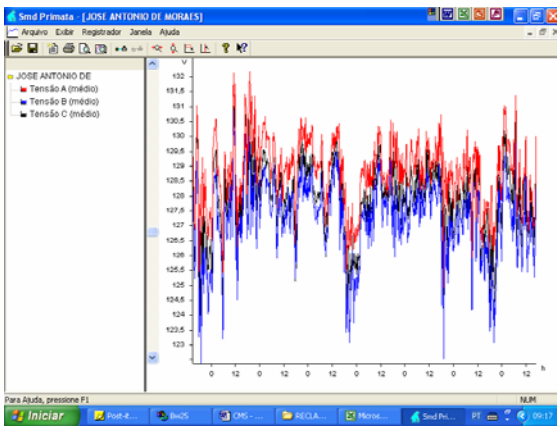 Smd Primata - [JOSE ANTONIO DE MORAES]
Arquivo Exibir Registrador Janela Ajuda
JOSE ANTONIO DE
Tensão A (médio)
Tensão B (médio)
Tensão C (médio)
V
132
131,5
131
130,5
130
129,5
129
128,5
128
127,5
127
126,5
126
125,5
125
124,5
124
123,5
123
0 12 0 12 0 12 0 12 0 12 0 12 0 12 h
Para Ajuda, pressione F1
NUM
Iniciar Post-it... BwiS CMS - ... RECLA... Micros... Smd Pri... PT 09:17